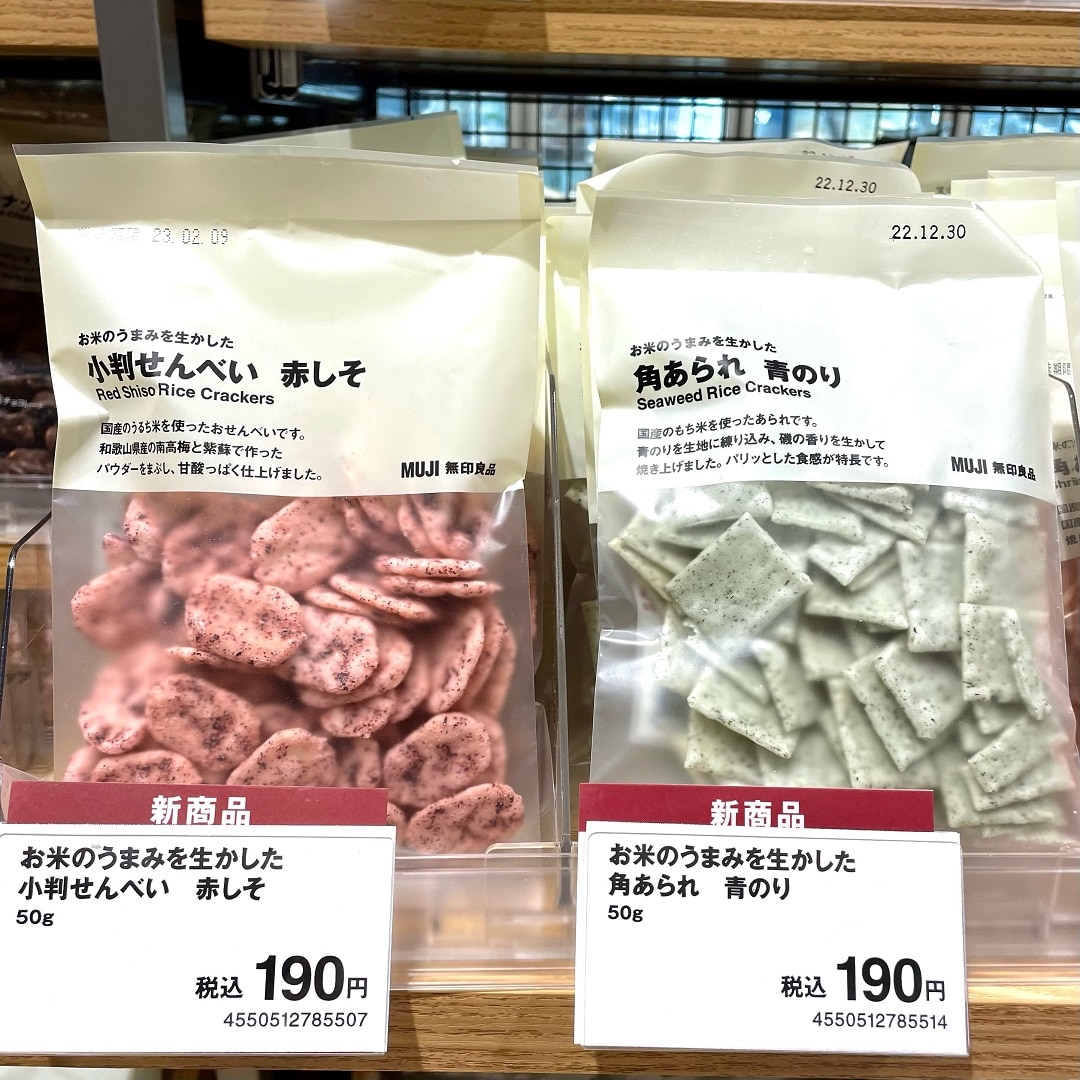 23.02.09
お米のうまみを生かした
小判せんべい 赤しそ
Red Shiso Rice Crackers
国産のうるち米を使ったおせんべいです。
和歌山県産の南高梅と紫蘇で作った
パウダーをまぶし、甘酸っぱく仕上げました。
MUJI 無印良品
22.12.30
22.12.30
お米のうまみを生かした
角あられ 青のり
Seaweed Rice Crackers
国産のもち米を使ったあられです。
青のりを生地に練り込み、磯の香りを生かして
焼き上げました。パリッとした食感が特長です。
MUJI 無印良品
新商品
お米のうまみを生かした
小判せんべい 赤しそ
50g
税込 190円
4550512785507
新商品
お米のうまみを生かした
角あられ 青のり
50g
税込 190円
4550512785514